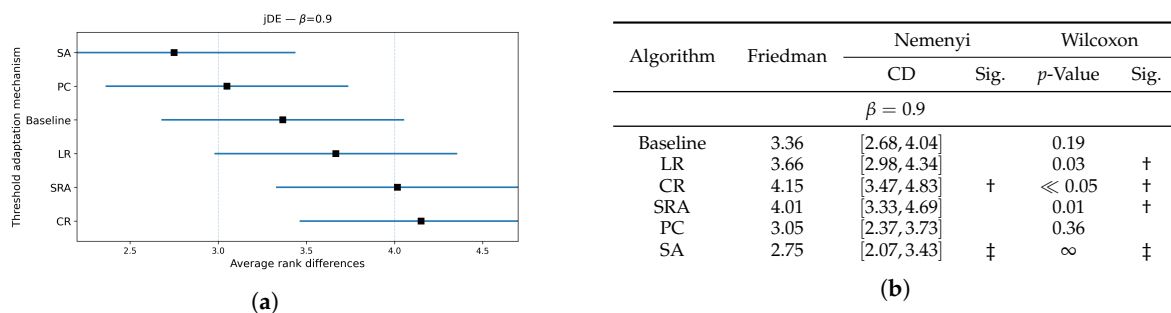 jDE — β=0.9
Threshold adaptation mechanism
SA
PC
Baseline
LR
SRA
CR
2.5 3.0 3.5 4.0 4.5
Average rank differences
(a)
Algorithm Friedman Nemenyi Wilcoxon
CD Sig. p-Value Sig.
β = 0.9
Baseline 3.36 [2.68, 4.04] 0.19
LR 3.66 [2.98, 4.34] 0.03 †
CR 4.15 [3.47, 4.83] † ≪ 0.05 †
SRA 4.01 [3.33, 4.69] 0.01 †
PC 3.05 [2.37, 3.73] 0.36
SA 2.75 [2.07, 3.43] ‡ ∞ ‡
(b)